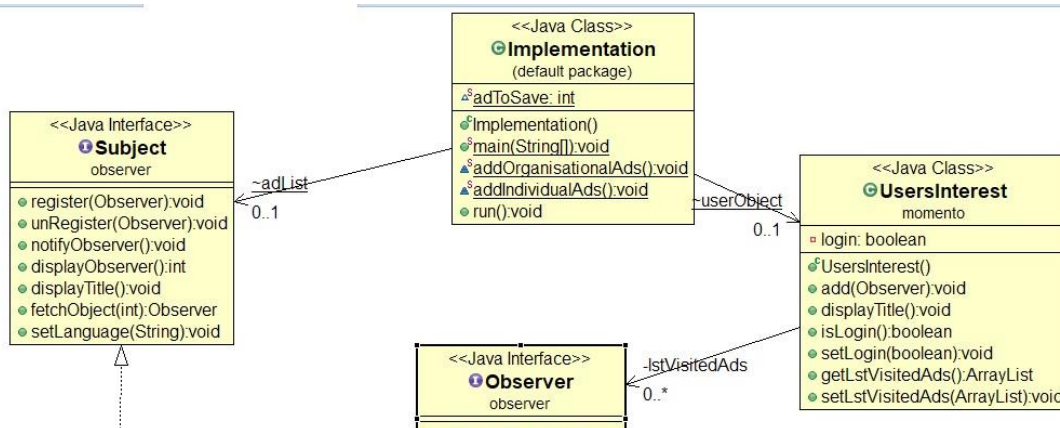 <<Java Class>>
Implementation
(default package)
adToSave: int
Implementation()
main(String[]):void
addOrganisationalAds():void
addIndividualAds():void
run():void
<<Java Interface>>
Subject
observer
register(Observer):void
unRegister(Observer):void
notifyObserver():void
displayObserver():int
displayTitle():void
fetchObject(int):Observer
setLanguage(String):void
~adList
0..1
~userObject
0..1
<<Java Class>>
UsersInterest
momento
login: boolean
UsersInterest()
add(Observer):void
displayTitle():void
isLogin():boolean
setLogin(boolean):void
getLstVisitedAds():ArrayList
setLstVisitedAds(ArrayList):void
-lstVisitedAds
0..*
<<Java Interface>>
Observer
observer